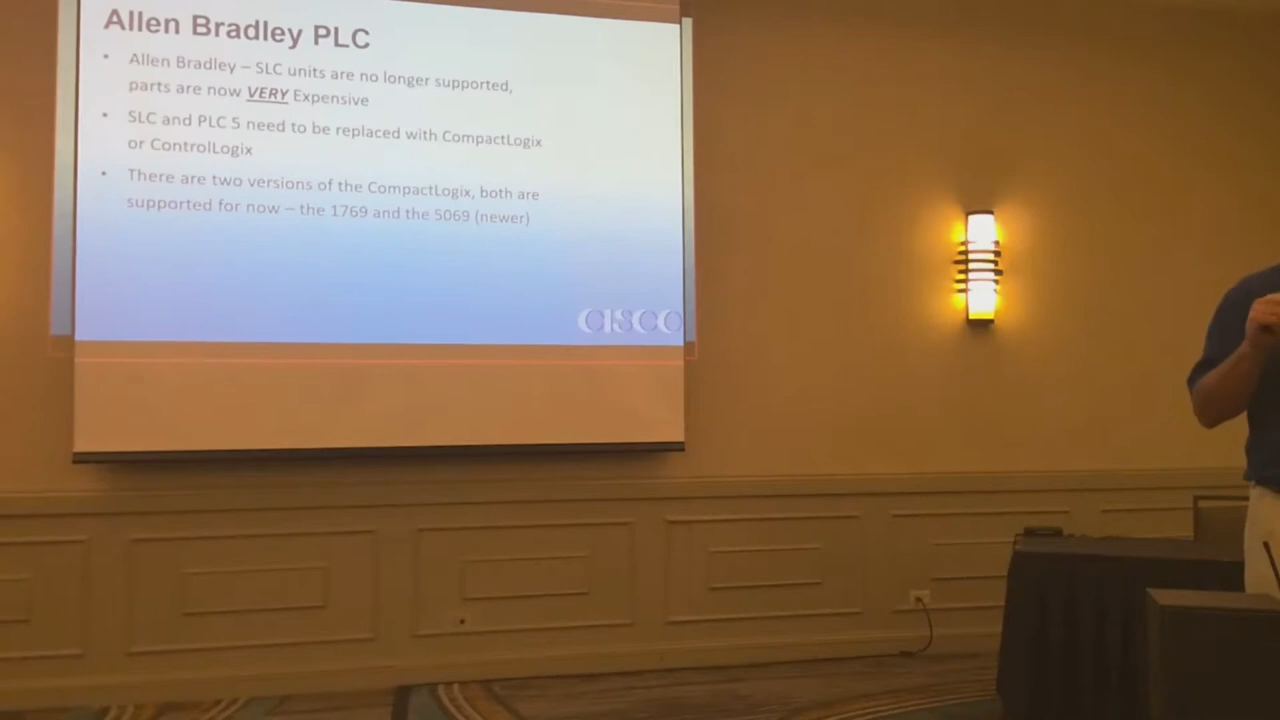 Allen Bradley PLC
• Allen Bradley – SLC units are no longer supported,
parts are now VERY Expensive
• SLC and PLC 5 need to be replaced with CompactLogix
or ControlLogix
• There are two versions of the CompactLogix, both are
supported for now – the 1769 and the 5069 (newer)
CISCO